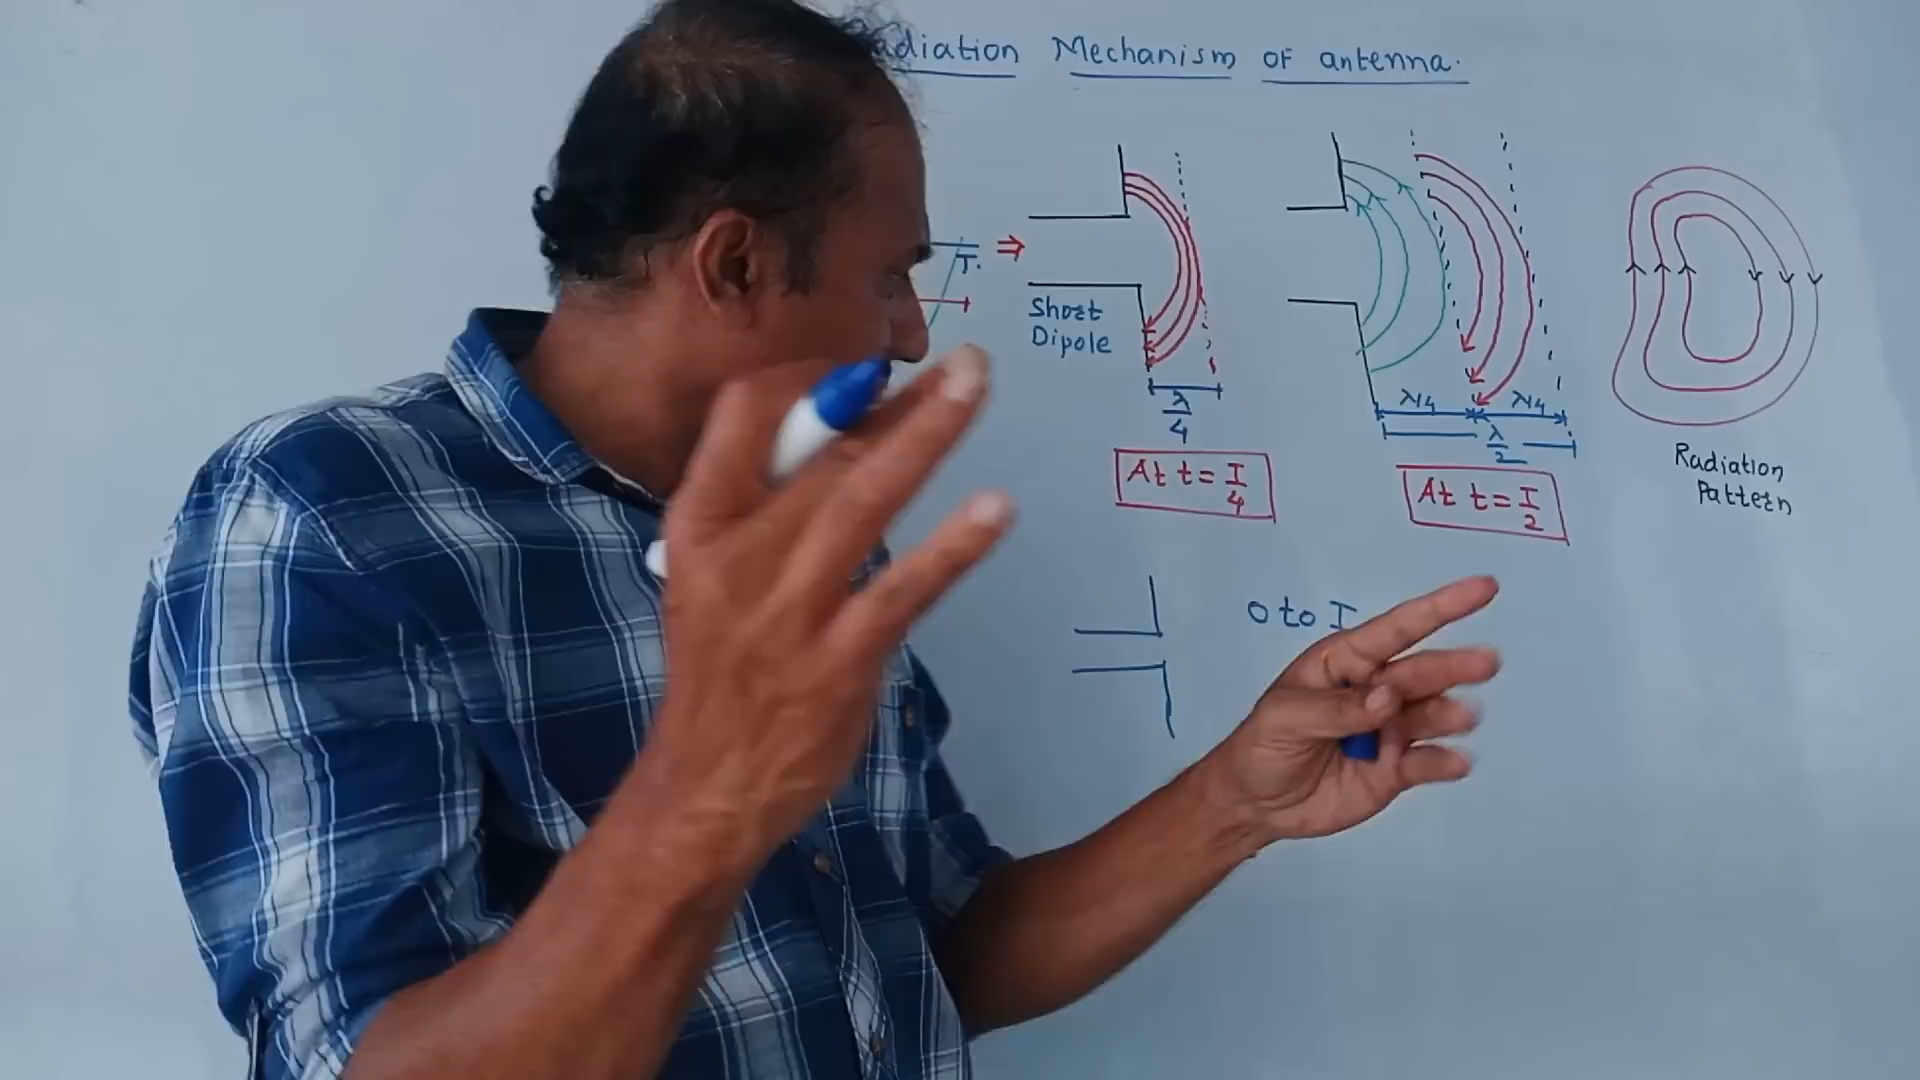 adiation Mechanism of antenna.
T.
⇒
Short
Dipole
λ
4
At t = T
4
λ/4 λ/4
λ
2
At t = T
2
Radiation
Pattern
0 to T